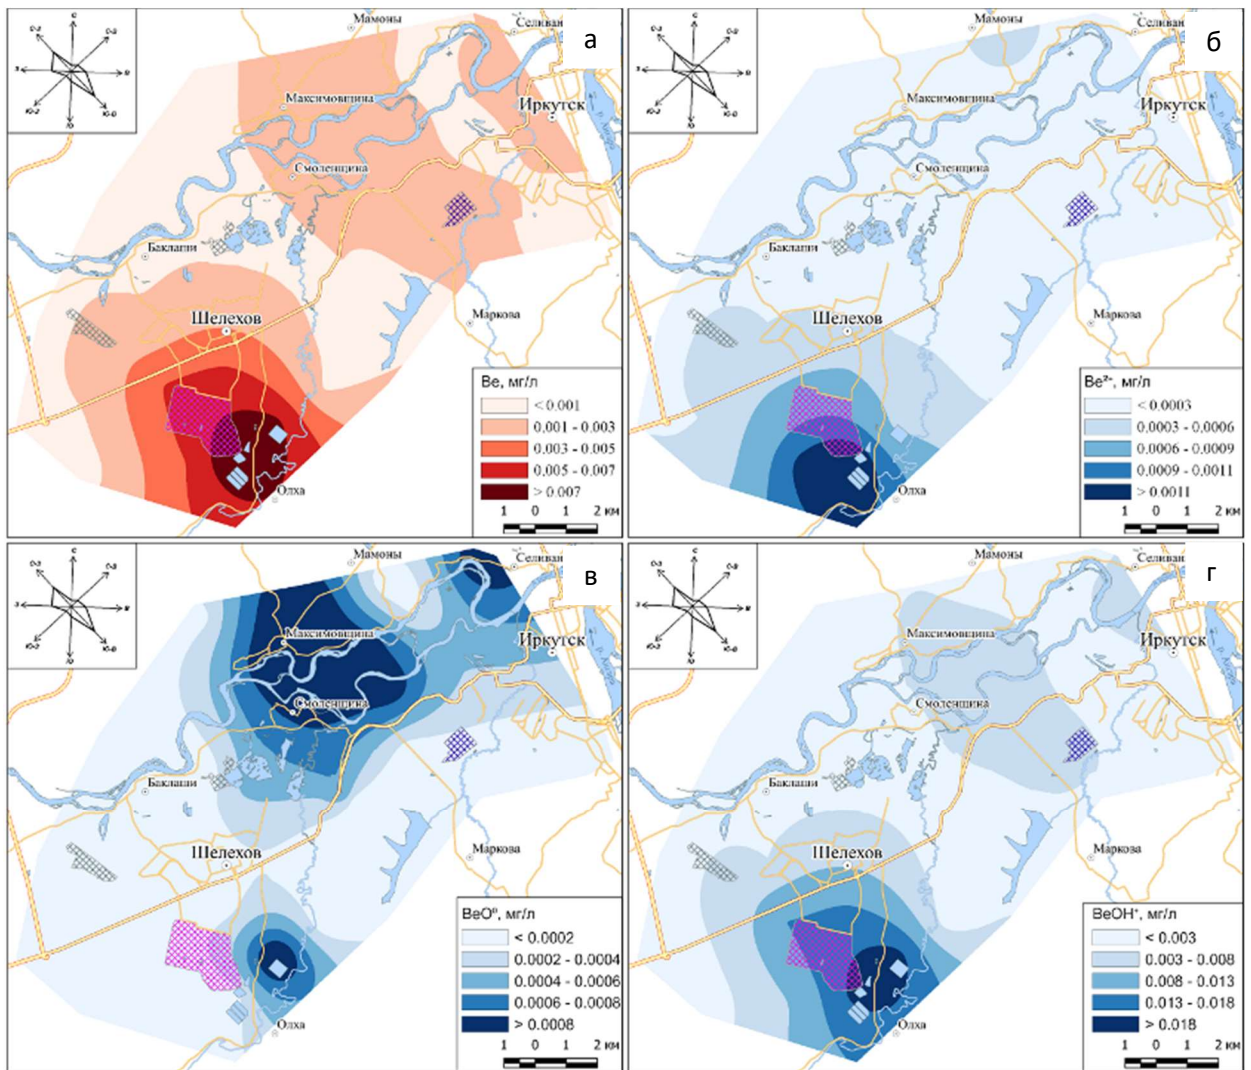 а
С
С-З
С-В
З
В
Ю-З
Ю-В
Ю
Мамоны
Селиван
Максимовщина
Иркутск
р. Ангара
Смоленщина
Баклаши
Шелехов
Маркова
Олха
Be, мг/л
< 0.001
0.001 - 0.003
0.003 - 0.005
0.005 - 0.007
> 0.007
1 0 1 2 км
б
С
С-З
С-В
З
В
Ю-З
Ю-В
Ю
Мамоны
Селиван
Максимовщина
Иркутск
р. Ангара
Смоленщина
Баклаши
Шелехов
Маркова
Олха
Be²⁺, мг/л
< 0.0003
0.0003 - 0.0006
0.0006 - 0.0009
0.0009 - 0.0011
> 0.0011
1 0 1 2 км
в
С
С-З
С-В
З
В
Ю-З
Ю-В
Ю
Мамоны
Селиван
Максимовщина
Иркутск
р. Ангара
Смоленщина
Баклаши
Шелехов
Маркова
Олха
BeO⁰, мг/л
< 0.0002
0.0002 - 0.0004
0.0004 - 0.0006
0.0006 - 0.0008
> 0.0008
1 0 1 2 км
г
С
С-З
С-В
З
В
Ю-З
Ю-В
Ю
Мамоны
Селиван
Максимовщина
Иркутск
р. Ангара
Смоленщина
Баклаши
Шелехов
Маркова
Олха
BeOH⁺, мг/л
< 0.003
0.003 - 0.008
0.008 - 0.013
0.013 - 0.018
> 0.018
1 0 1 2 км